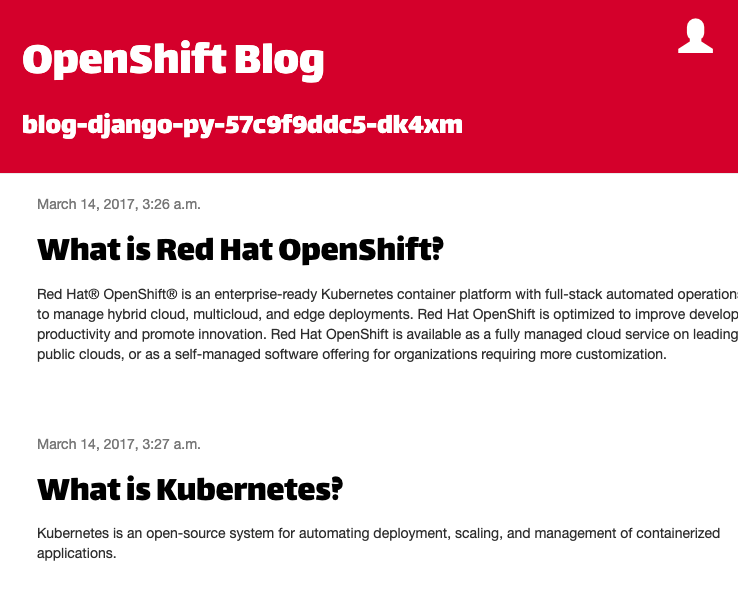 OpenShift Blog
blog-django-py-57c9f9ddc5-dk4xm
March 14, 2017, 3:26 a.m.
What is Red Hat OpenShift?
Red Hat® OpenShift® is an enterprise-ready Kubernetes container platform with full-stack automated operation
to manage hybrid cloud, multicloud, and edge deployments. Red Hat OpenShift is optimized to improve develop
productivity and promote innovation. Red Hat OpenShift is available as a fully managed cloud service on leading
public clouds, or as a self-managed software offering for organizations requiring more customization.
March 14, 2017, 3:27 a.m.
What is Kubernetes?
Kubernetes is an open-source system for automating deployment, scaling, and management of containerized
applications.